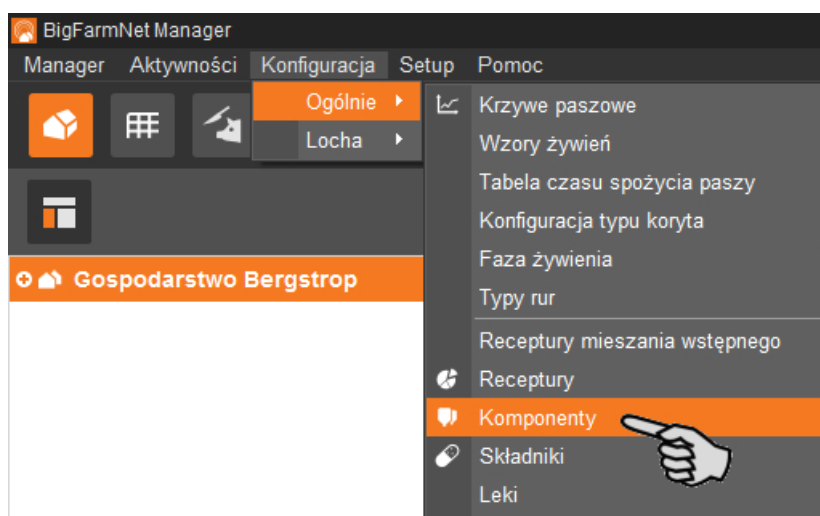 BigFarmNet Manager
Manager Aktywności Konfiguracja Setup Pomoc
Ogólnie
Locha
Krzywe paszowe
Wzory żywień
Tabela czasu spożycia paszy
Konfiguracja typu koryta
Faza żywienia
Typy rur
Receptury mieszania wstępnego
Receptury
Komponenty
Składniki
Leki
Gospodarstwo Bergstrop